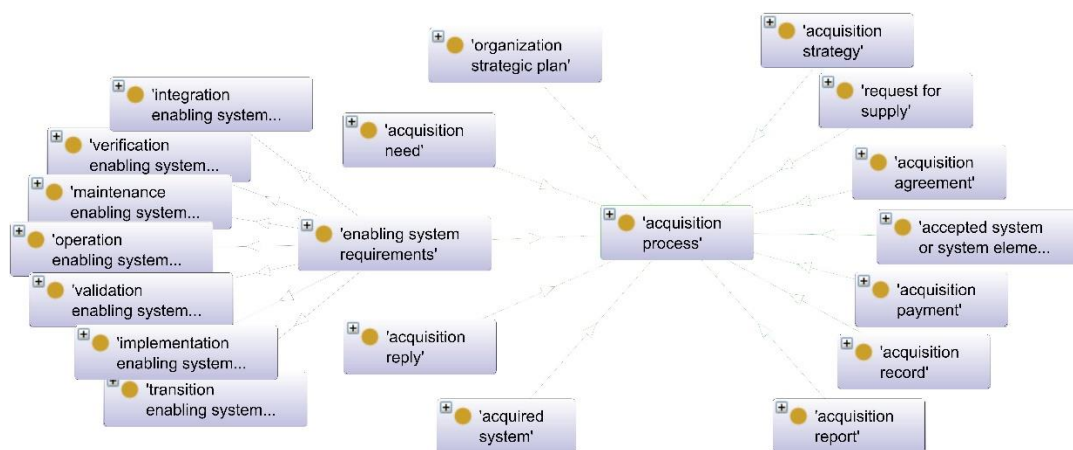 'organization
strategic plan'
'acquisition
strategy'
'request for
supply'
'integration
enabling system...
'acquisition
need'
'verification
enabling system...
'acquisition
agreement'
'maintenance
enabling system...
'enabling system
requirements'
'acquisition
process'
'accepted system
or system eleme...
'operation
enabling system...
'validation
enabling system...
'acquisition
payment'
'implementation
enabling system...
'acquisition
reply'
'acquisition
record'
'transition
enabling system...
'acquired
system'
'acquisition
report'